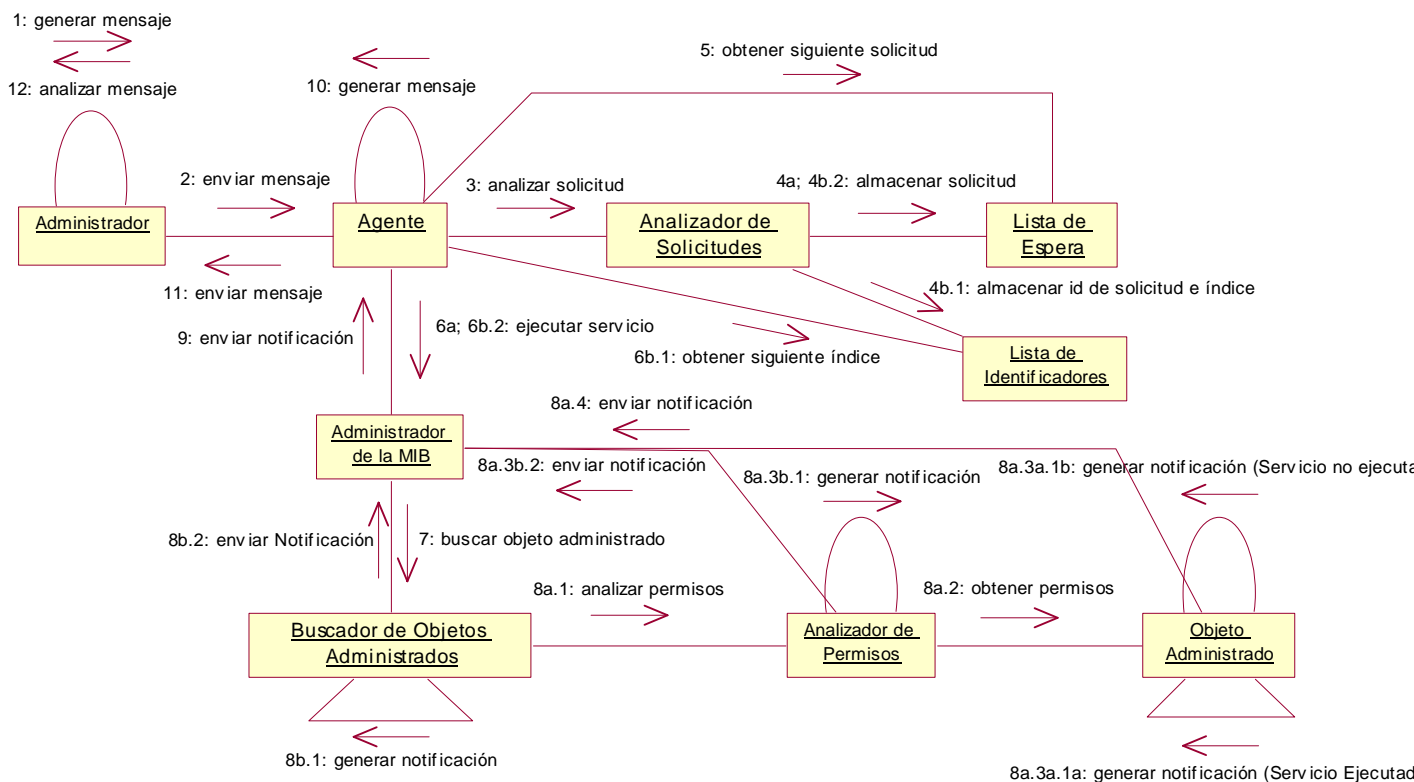 1: generar mensaje
12: analizar mensaje
10: generar mensaje
5: obtener siguiente solicitud
2: enviar mensaje
3: analizar solicitud
4a; 4b.2: almacenar solicitud
Administrador
Agente
Analizador de
Solicitudes
Lista de
Espera
11: enviar mensaje
4b.1: almacenar id de solicitud e índice
9: enviar notificación
6a; 6b.2: ejecutar servicio
6b.1: obtener siguiente índice
Lista de
Identificadores
8a.4: enviar notificación
Administrador
de la MIB
8a.3b.2: enviar notificación
8a.3b.1: generar notificación
8a.3a.1b: generar notificación (Servicio no ejecuta
8b.2: enviar Notificación
7: buscar objeto administrado
8a.1: analizar permisos
8a.2: obtener permisos
Buscador de Objetos
Administrados
Analizador de
Permisos
Objeto
Administrado
8b.1: generar notificación
8a.3a.1a: generar notificación (Servicio Ejecutad